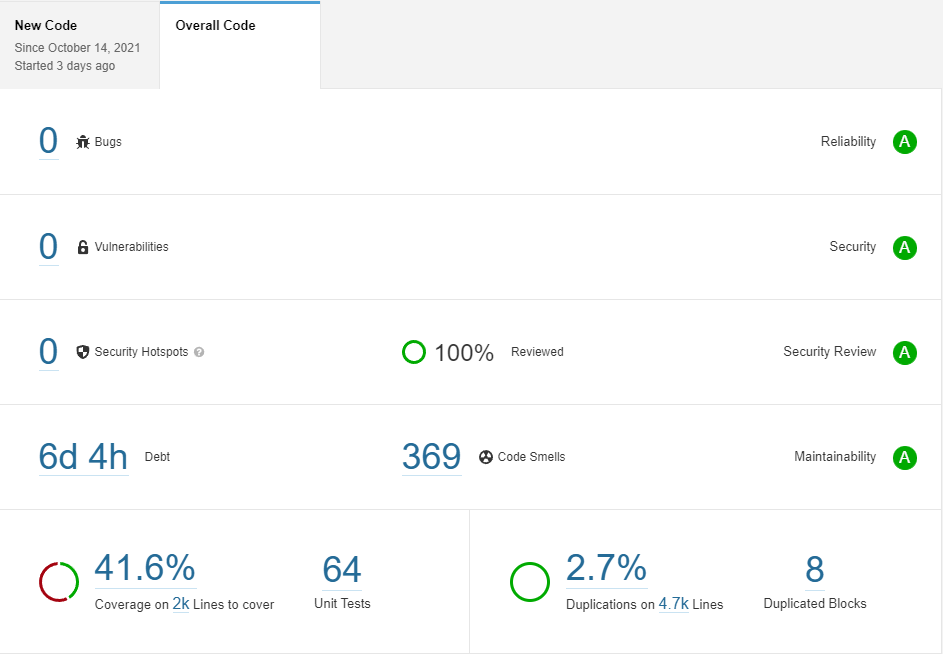 New Code
Since October 14, 2021
Started 3 days ago
Overall Code
0 Bugs Reliability A
0 Vulnerabilities Security A
0 Security Hotspots ? 100% Reviewed Security Review A
6d 4h Debt 369 Code Smells Maintainability A
41.6% 64 2.7% 8
Coverage on 2k Lines to cover Unit Tests Duplications on 4.7k Lines Duplicated Blocks